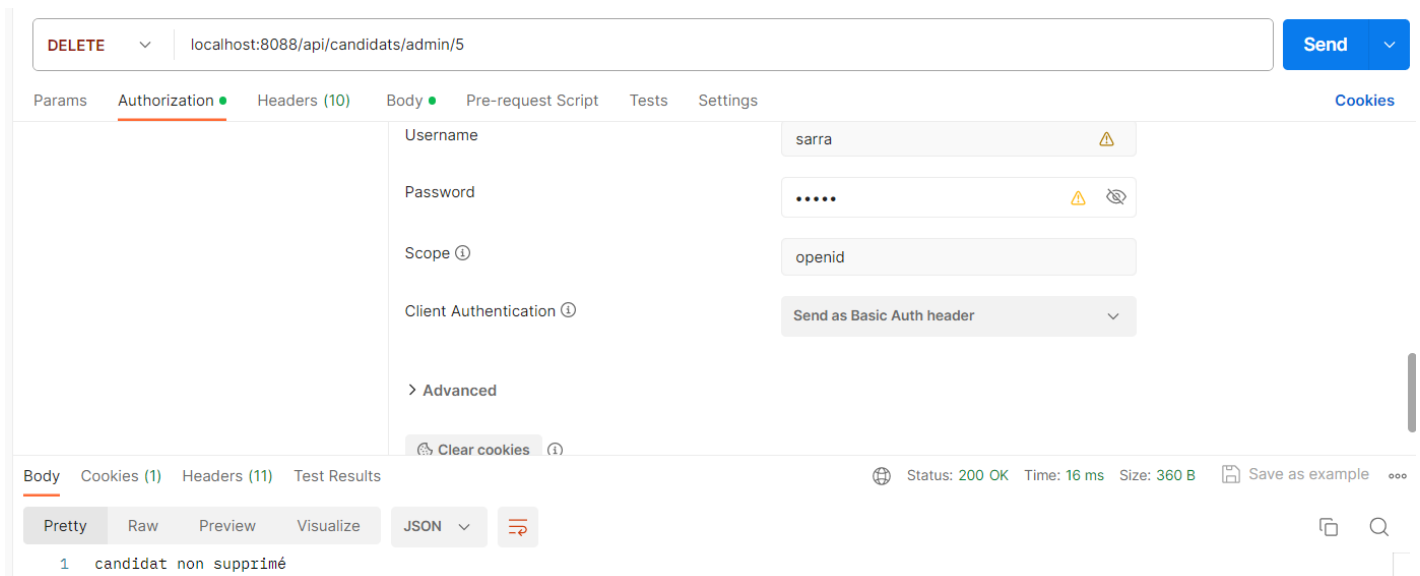 DELETE localhost:8088/api/candidats/admin/5 Send
Params Authorization Headers (10) Body Pre-request Script Tests Settings Cookies
Username sarra
Password •••••
Scope openid
Client Authentication Send as Basic Auth header
Advanced
Clear cookies
Body Cookies (1) Headers (11) Test Results Status: 200 OK Time: 16 ms Size: 360 B Save as example
Pretty Raw Preview Visualize JSON
1 candidat non supprimé